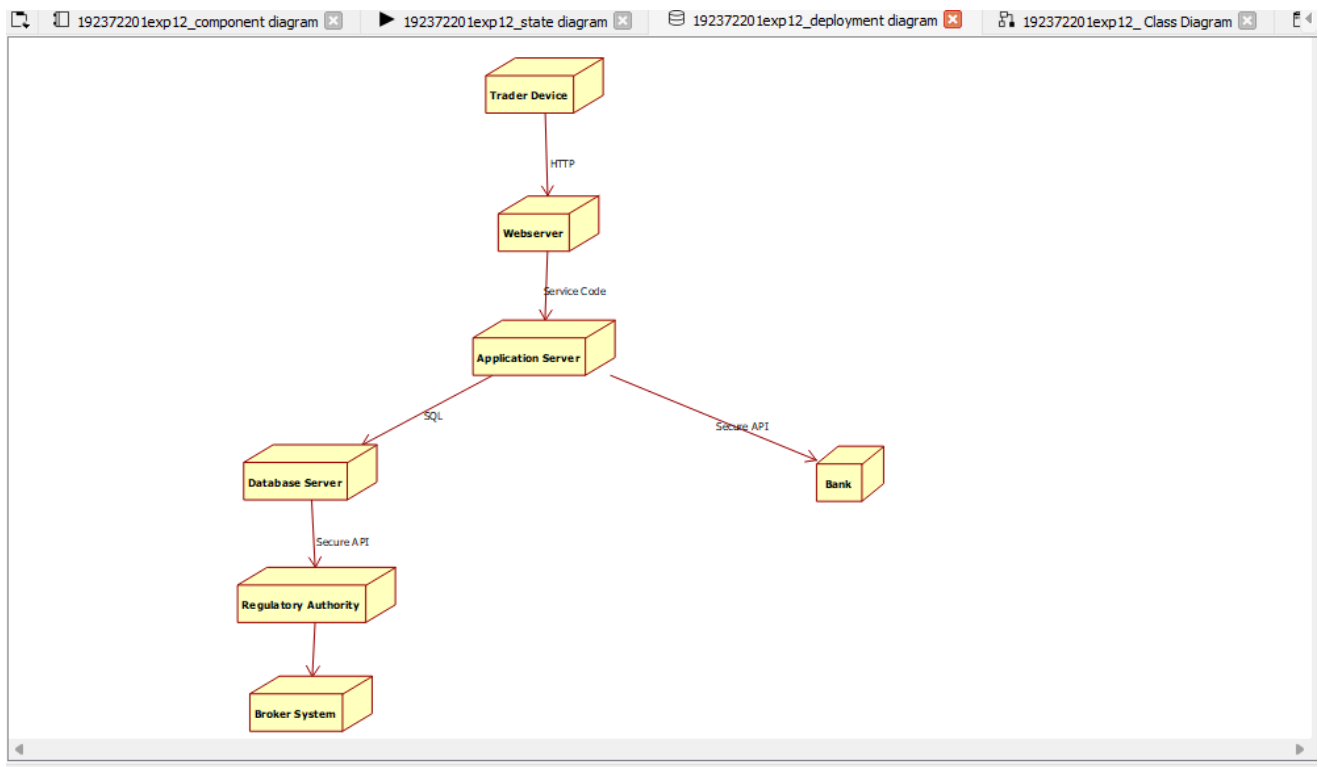 192372201exp12_component diagram
192372201exp12_state diagram
192372201exp12_deployment diagram
192372201exp12_ Class Diagram
Trader Device
HTTP
Webserver
Service Code
Application Server
SQL
Secure API
Database Server
Bank
Secure API
Regulatory Authority
Broker System